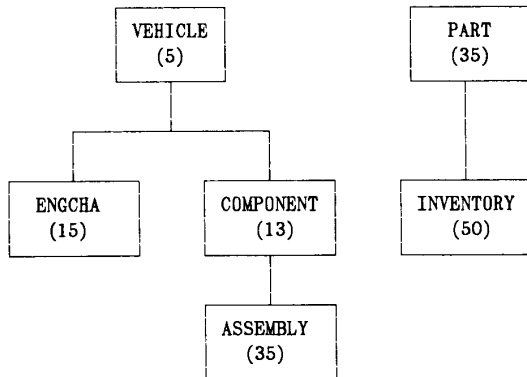 VEHICLE
(5)
PART
(35)
ENGCHA
(15)
COMPONENT
(13)
INVENTORY
(50)
ASSEMBLY
(35)